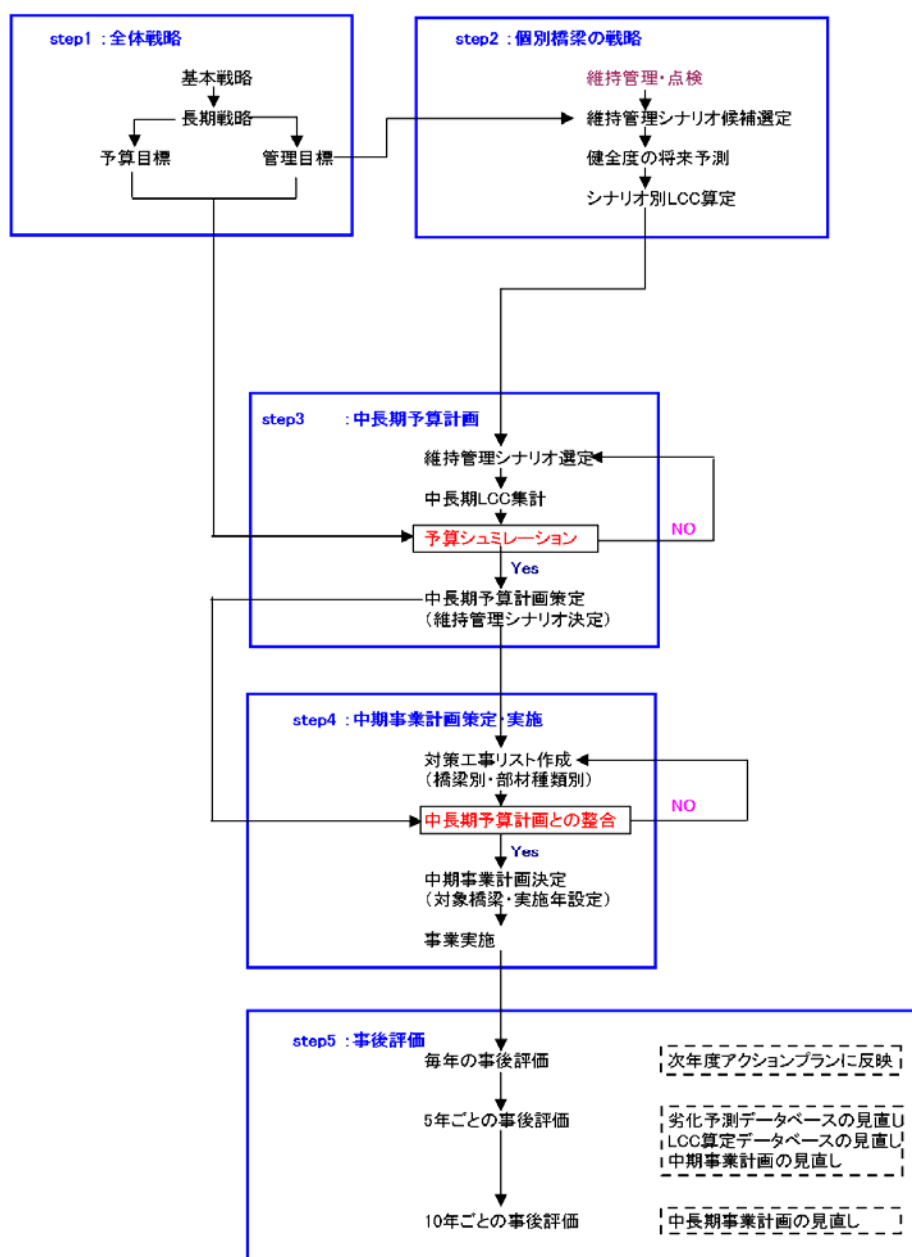 step1 :全体戦略
基本戦略
長期戦略
予算目標
管理目標
step2 :個別橋梁の戦略
維持管理・点検
維持管理シナリオ候補選定
健全度の将来予測
シナリオ別LCC算定
step3 :中長期予算計画
維持管理シナリオ選定
中長期LCC集計
予算シュミレーション
NO
Yes
中長期予算計画策定
(維持管理シナリオ決定)
step4 :中期事業計画策定・実施
対策工事リスト作成
(橋梁別・部材種類別)
中長期予算計画との整合
NO
Yes
中期事業計画決定
(対象橋梁・実施年設定)
事業実施
step5 :事後評価
毎年の事後評価
次年度アクションプランに反映
5年ごとの事後評価
劣化予測データベースの見直し
LCC算定データベースの見直し
中期事業計画の見直し
10年ごとの事後評価
中長期事業計画の見直し